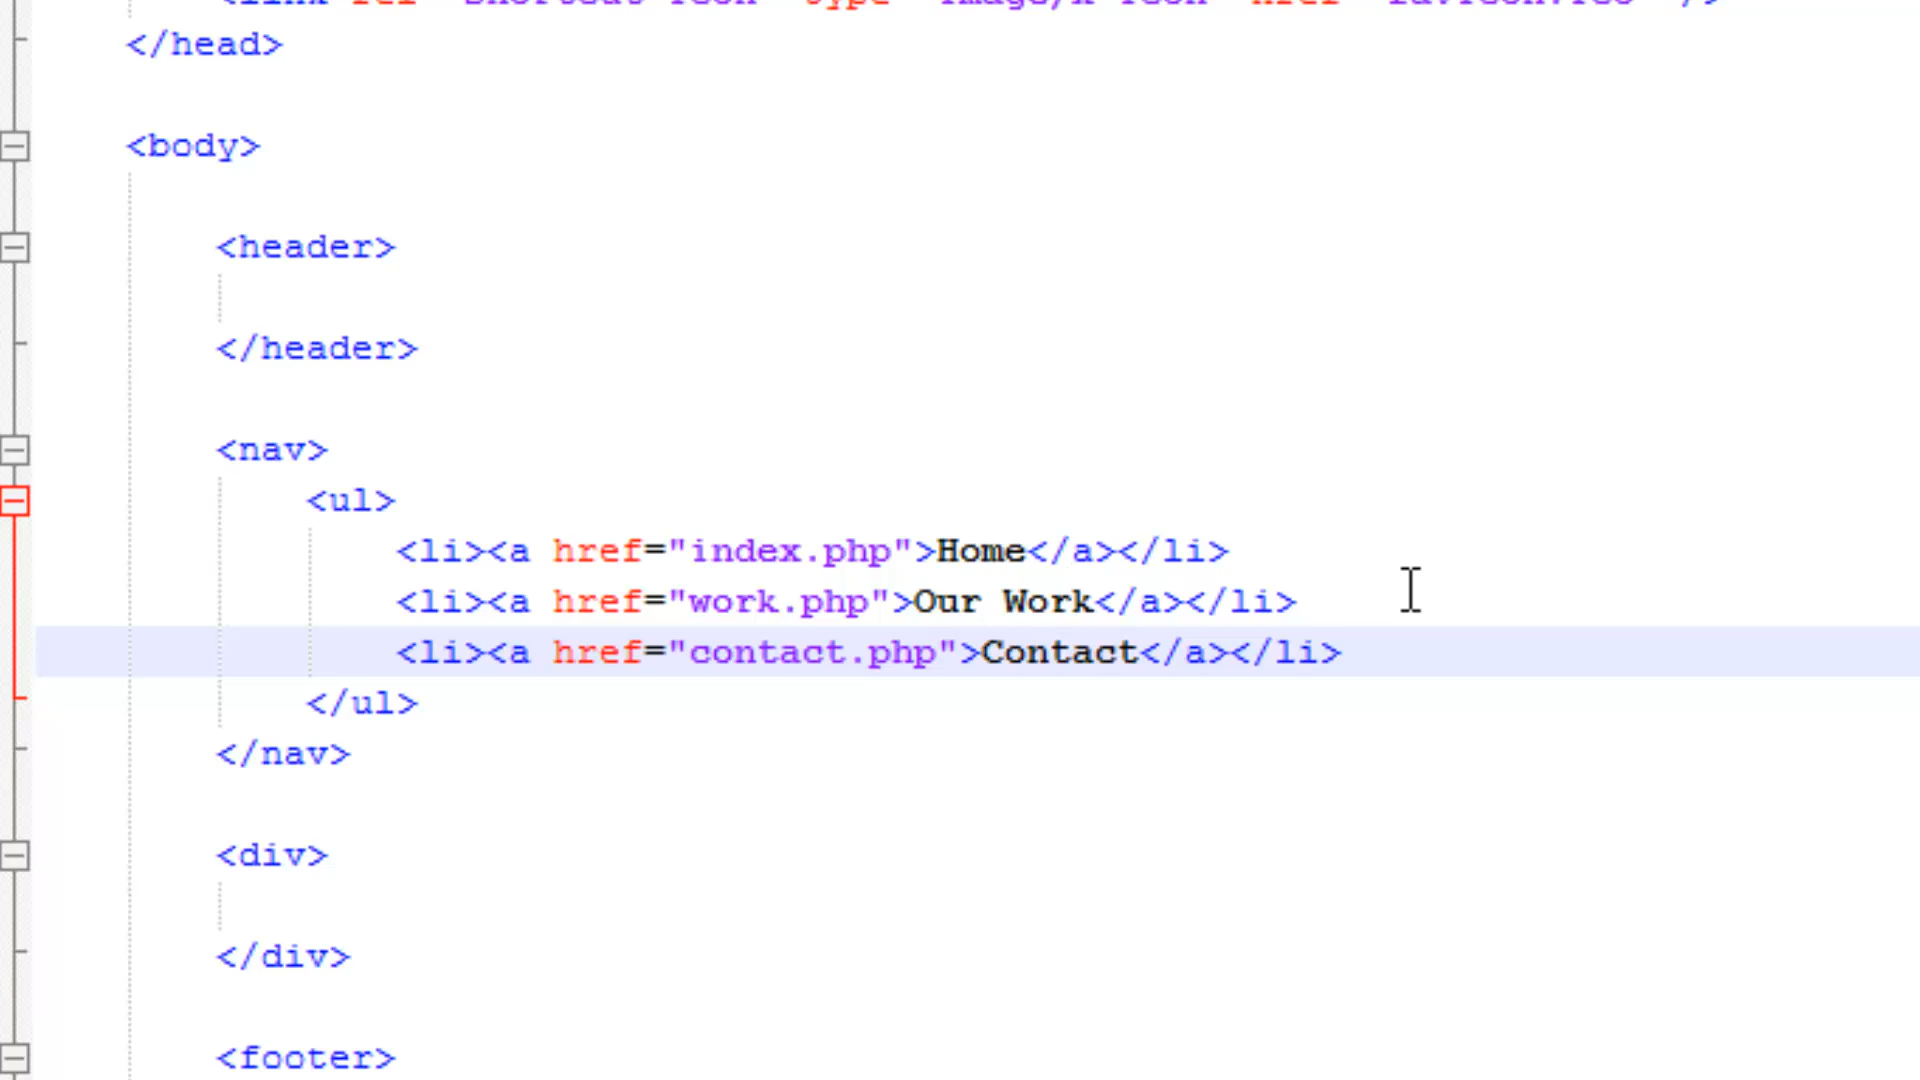 </head>
<body>
<header>
</header>
<nav>
<ul>
<li><a href="index.php">Home</a></li>
<li><a href="work.php">Our Work</a></li>
<li><a href="contact.php">Contact</a></li>
</ul>
</nav>
<div>
</div>
<footer>